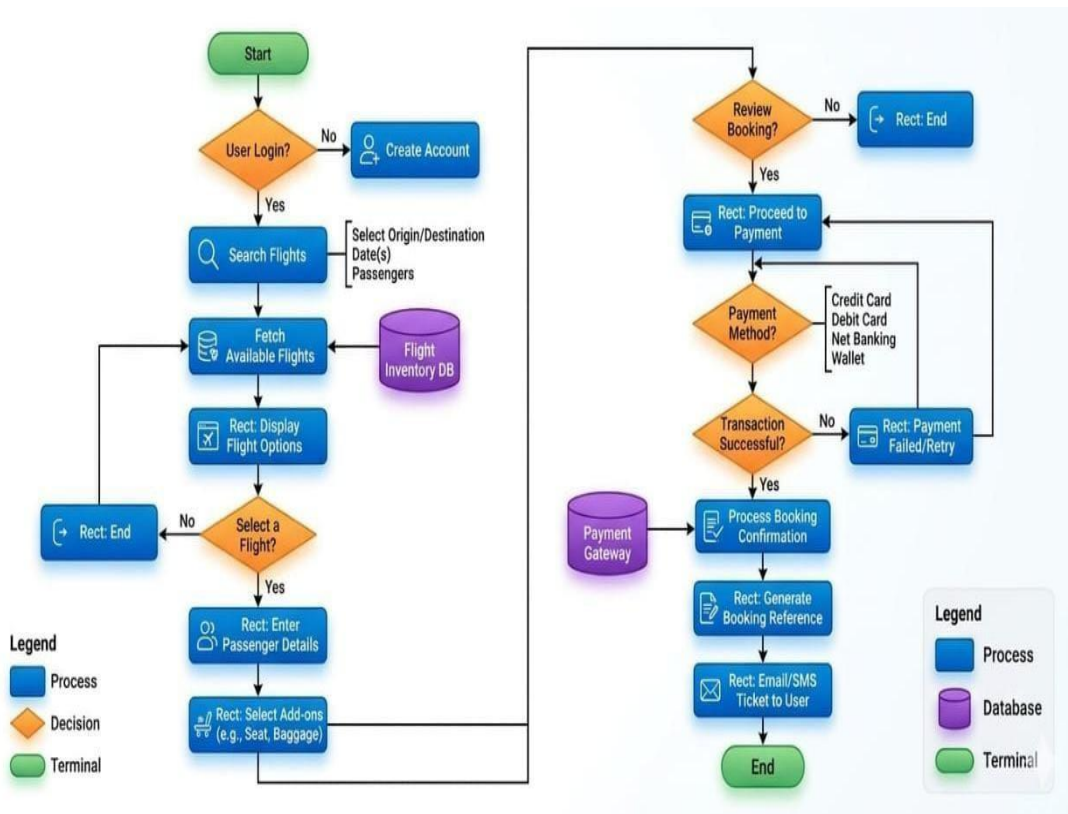 Start
User Login?
No
Create Account
Yes
Search Flights
Select Origin/Destination
Date(s)
Passengers
Fetch
Available Flights
Flight
Inventory DB
Rect: Display
Flight Options
Select a
Flight?
No
Rect: End
Yes
Rect: Enter
Passenger Details
Rect: Select Add-ons
(e.g., Seat, Baggage)
Legend
Process
Decision
Terminal
Review
Booking?
No
Rect: End
Yes
Rect: Proceed to
Payment
Payment
Method?
Credit Card
Debit Card
Net Banking
Wallet
Transaction
Successful?
No
Rect: Payment
Failed/Retry
Yes
Payment
Gateway
Process Booking
Confirmation
Rect: Generate
Booking Reference
Rect: Email/SMS
Ticket to User
End
Legend
Process
Database
Terminal